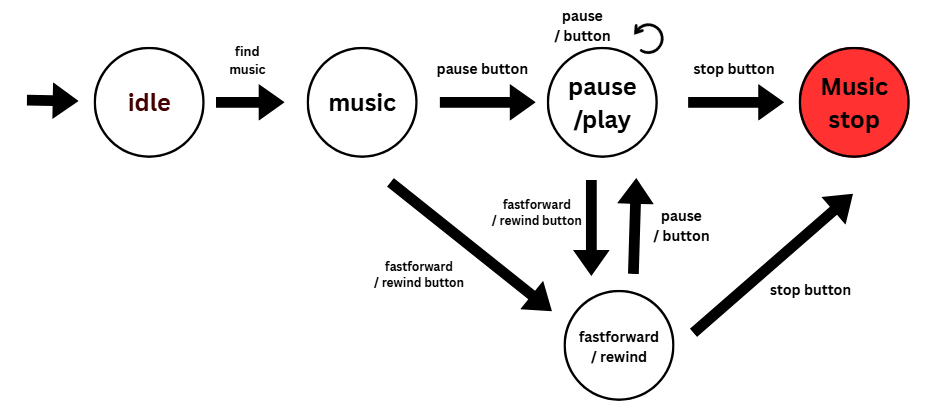 pause
/ button
find
music
pause button
stop button
idle
music
pause
/play
Music
stop
fastforward
/ rewind button
pause
/ button
fastforward
/ rewind button
stop button
fastforward
/ rewind